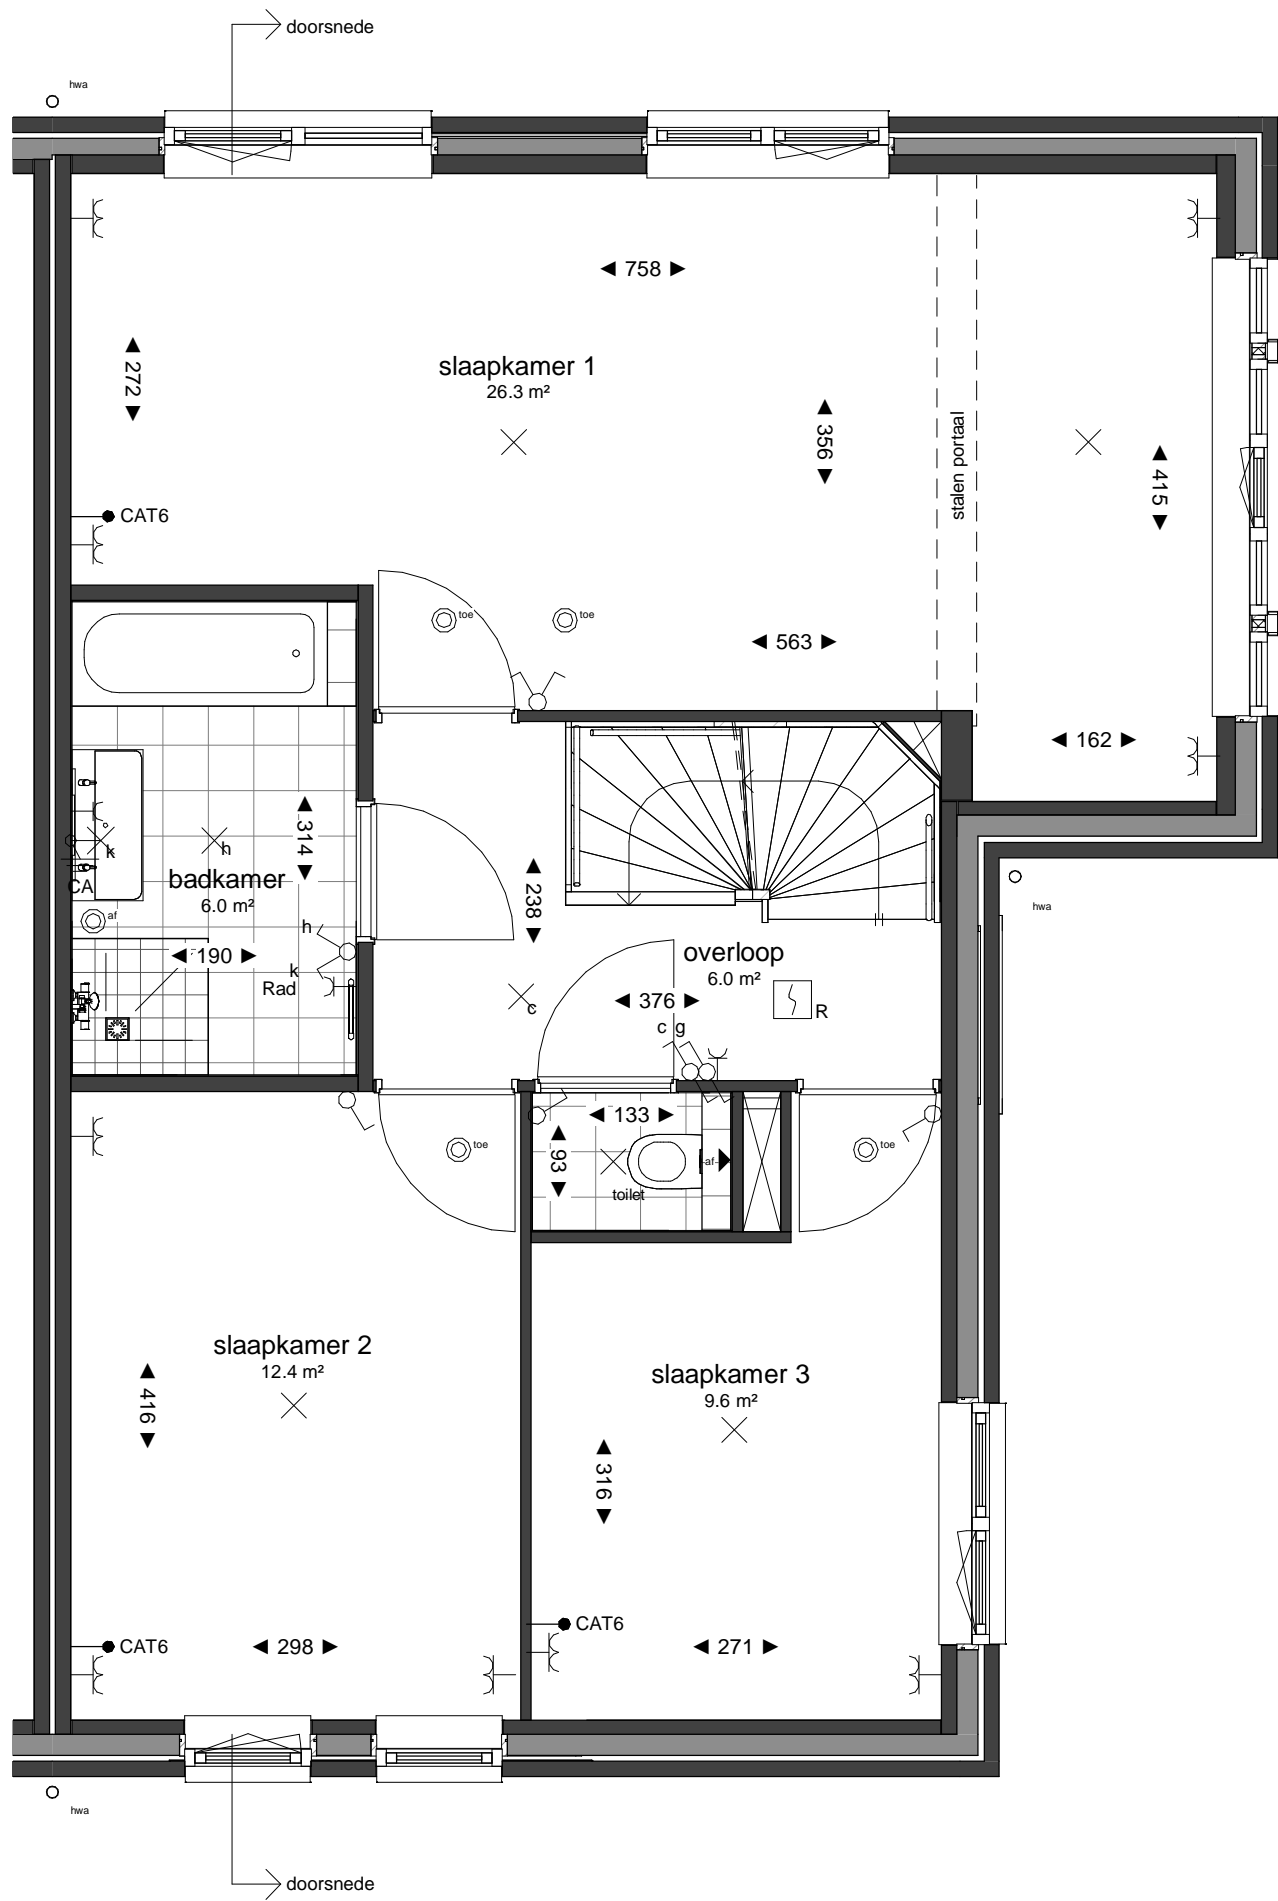 doorsnede
hwa
◄ 758 ►
slaapkamer 1
26.3 m²
◄ 272 ►
◄ 356 ►
stalen portaal
◄ 415 ►
CAT6
toe
toe
◄ 563 ►
◄ 162 ►
◄ 314 ►
k
h
badkamer
6.0 m²
CA
af
◄ 238 ►
hwa
h
◄ 190 ►
k
Rad
overloop
6.0 m²
◄ 376 ►
c
R
c g
◄ 133 ►
◄ 93 ►
toe
af
toe
toilet
slaapkamer 2
12.4 m²
◄ 416 ►
slaapkamer 3
9.6 m²
◄ 316 ►
CAT6
CAT6
◄ 298 ►
◄ 271 ►
hwa
doorsnede